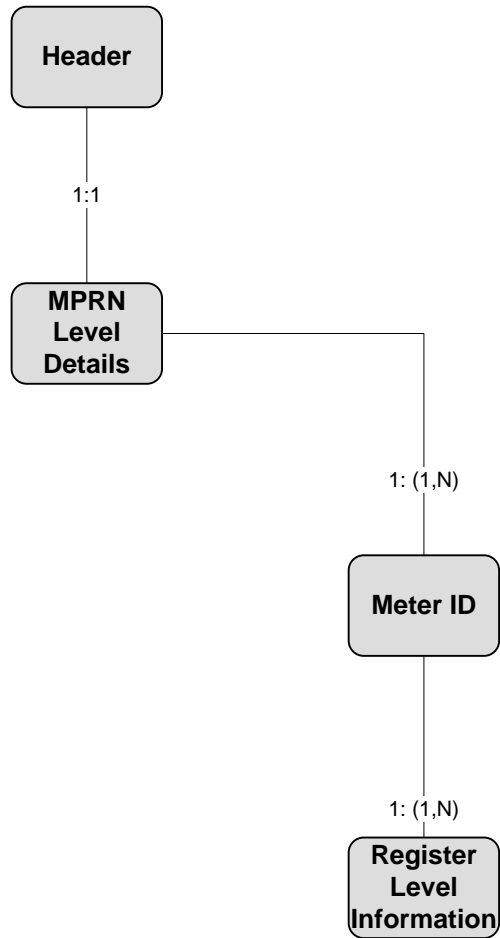 Header
1:1
MPRN
Level
Details
1: (1,N)
Meter ID
1: (1,N)
Register
Level
Information